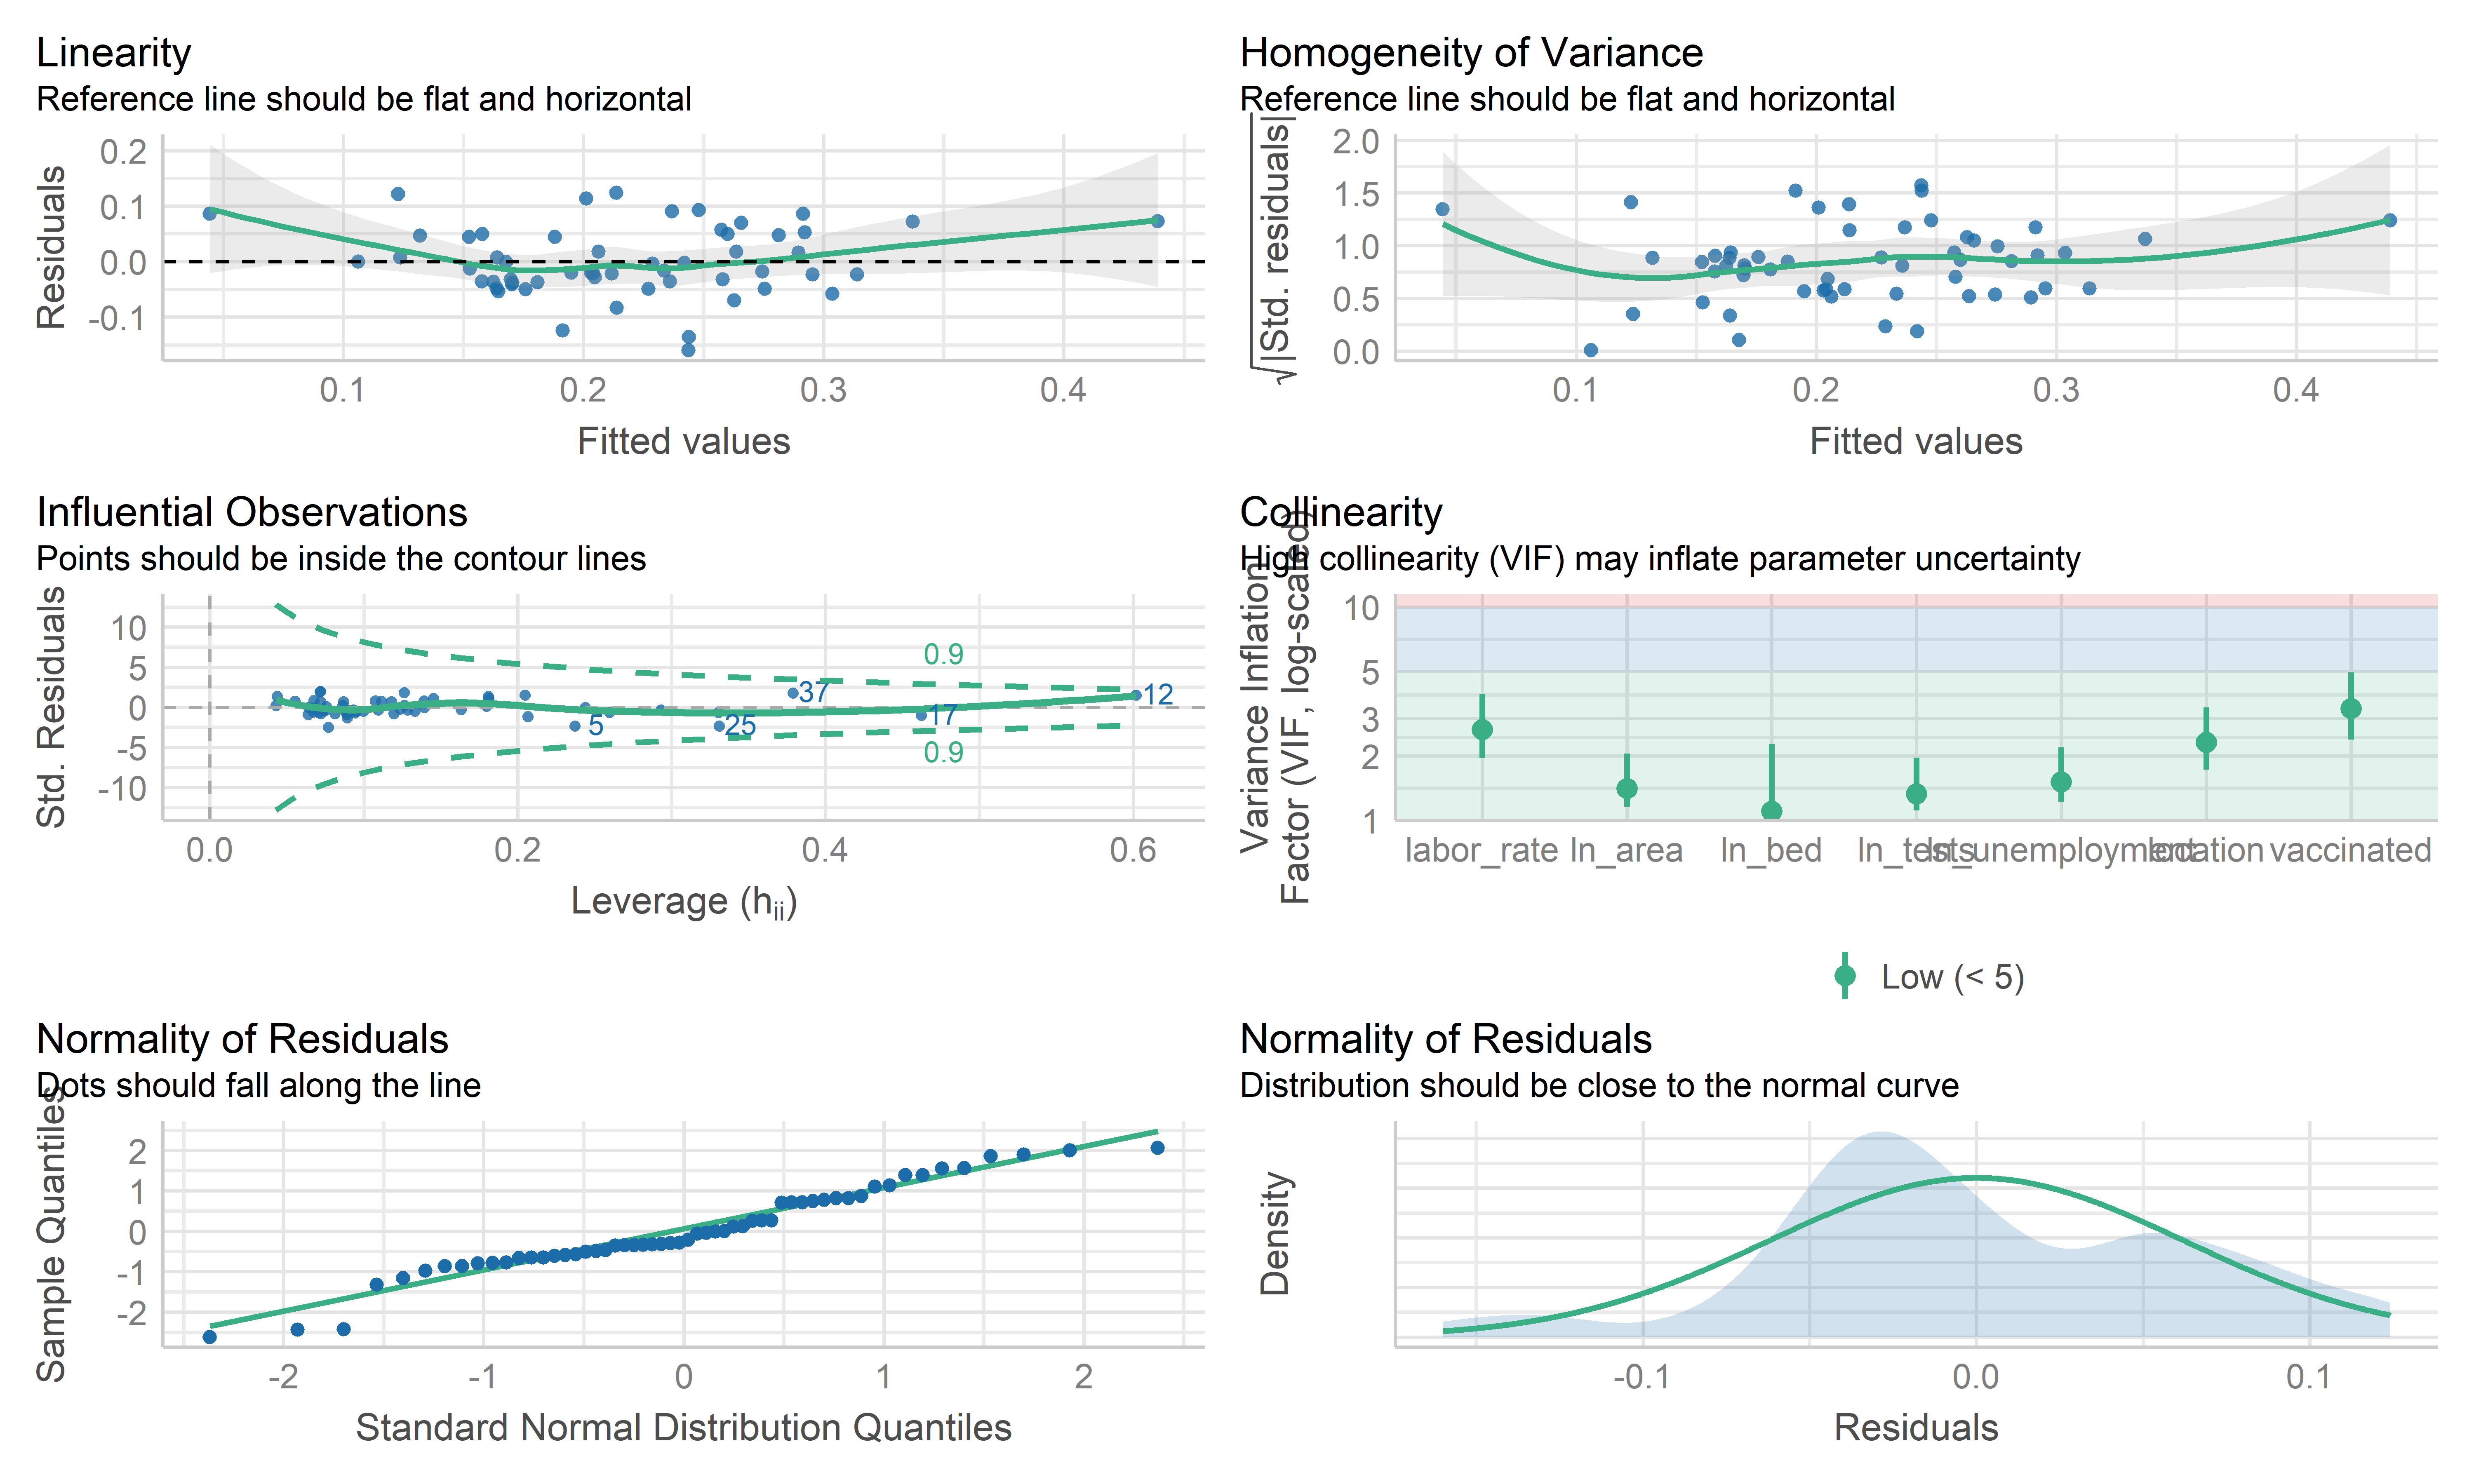 Linearity
Reference line should be flat and horizontal
Residuals
0.2
0.1
0.0
-0.1
0.1 0.2 0.3 0.4
Fitted values
Homogeneity of Variance
Reference line should be flat and horizontal
√|Std. residuals|
2.0
1.5
1.0
0.5
0.0
0.1 0.2 0.3 0.4
Fitted values
Influential Observations
Points should be inside the contour lines
Std. Residuals
10
5
0
-5
-10
0.9
37
12
5
25
17
0.9
0.0 0.2 0.4 0.6
Leverage (hii)
Collinearity
High collinearity (VIF) may inflate parameter uncertainty
Variance Inflation
Factor (VIF, log-scaled)
10
5
3
2
1
labor_rate ln_area ln_bed ln_tests ln_unemployment location vaccinated
Low (< 5)
Normality of Residuals
Dots should fall along the line
Sample Quantiles
2
1
0
-1
-2
-2 -1 0 1 2
Standard Normal Distribution Quantiles
Normality of Residuals
Distribution should be close to the normal curve
Density
-0.1 0.0 0.1
Residuals